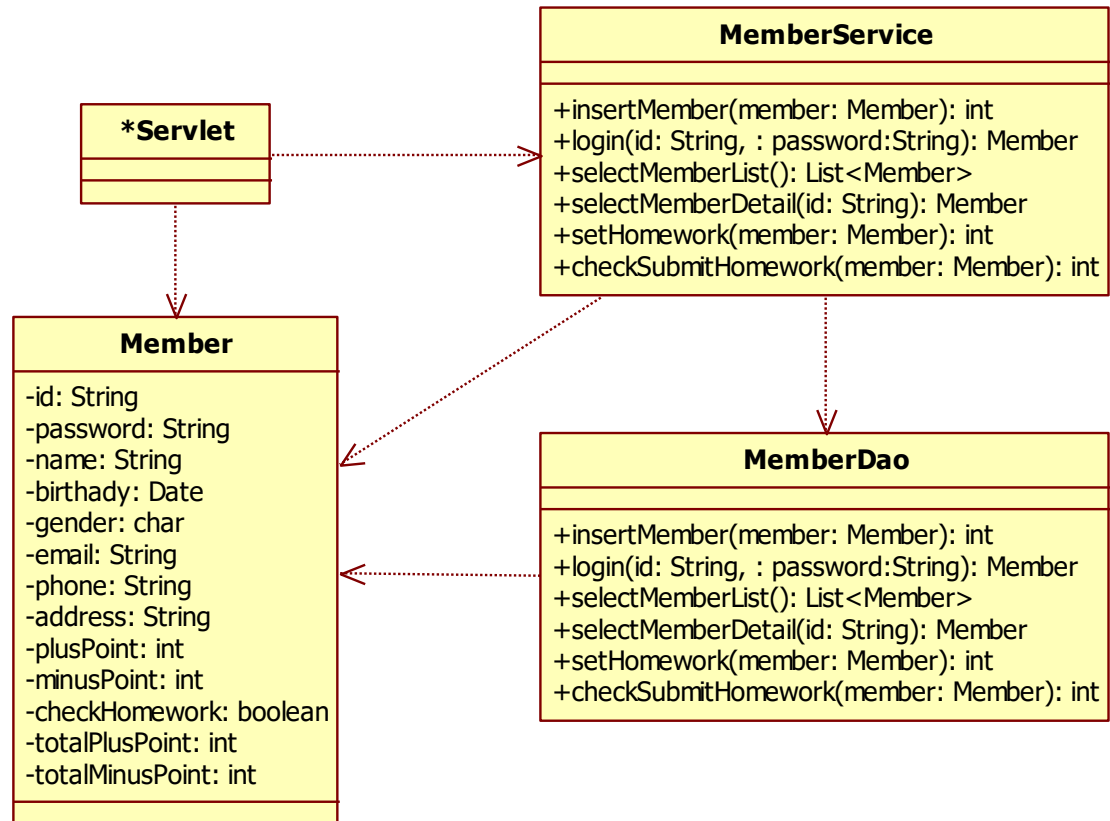 MemberService
+insertMember(member: Member): int
+login(id: String, : password:String): Member
+selectMemberList(): List<Member>
+selectMemberDetail(id: String): Member
+setHomework(member: Member): int
+checkSubmitHomework(member: Member): int
*Servlet
Member
-id: String
-password: String
-name: String
-birthady: Date
-gender: char
-email: String
-phone: String
-address: String
-plusPoint: int
-minusPoint: int
-checkHomework: boolean
-totalPlusPoint: int
-totalMinusPoint: int
MemberDao
+insertMember(member: Member): int
+login(id: String, : password:String): Member
+selectMemberList(): List<Member>
+selectMemberDetail(id: String): Member
+setHomework(member: Member): int
+checkSubmitHomework(member: Member): int